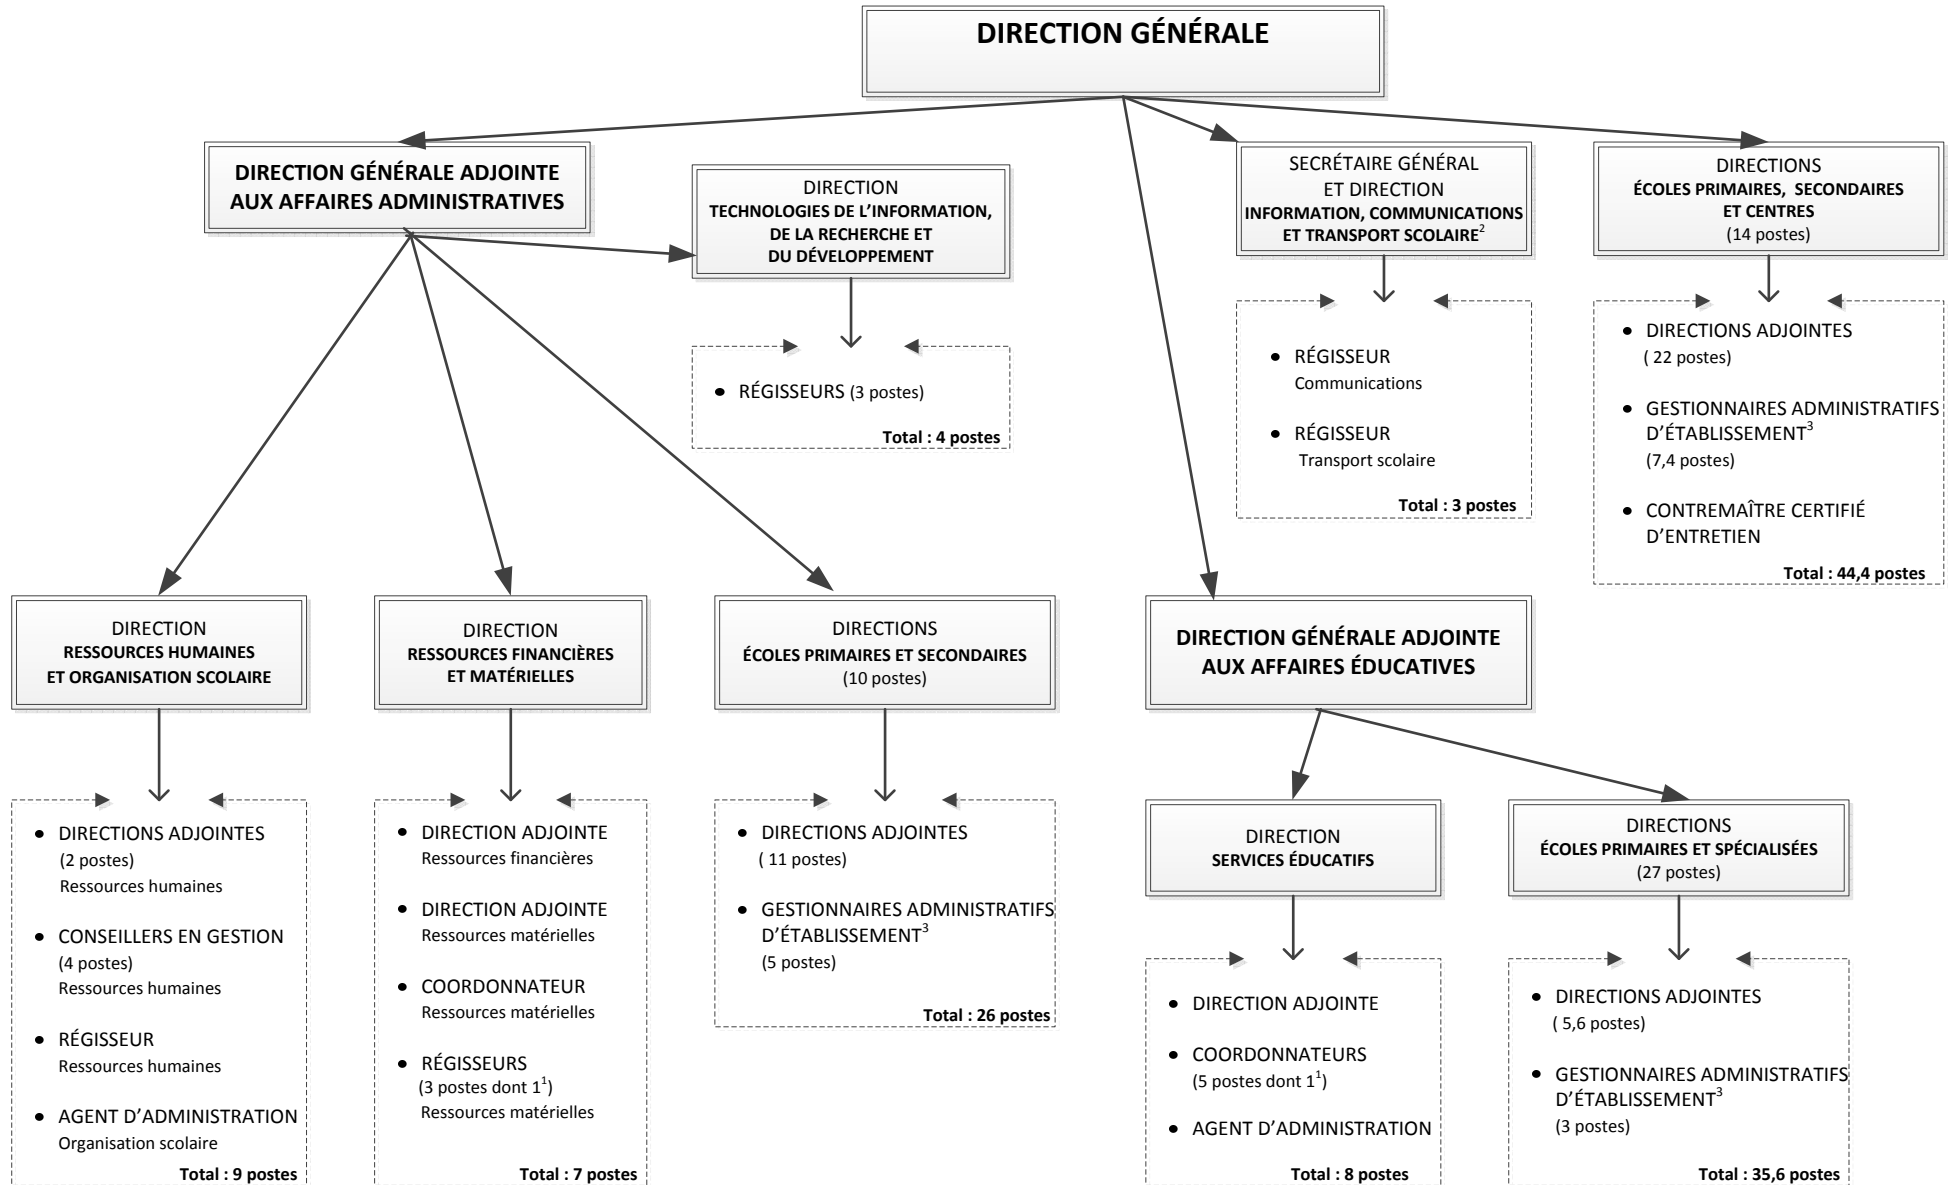 DIRECTION GÉNÉRALE
DIRECTION GÉNÉRALE ADJOINTE
AUX AFFAIRES ADMINISTRATIVES
DIRECTION
TECHNOLOGIES DE L’INFORMATION,
DE LA RECHERCHE ET
DU DÉVELOPPEMENT
• RÉGISSEURS (3 postes)
Total : 4 postes
SECRÉTAIRE GÉNÉRAL
ET DIRECTION
INFORMATION, COMMUNICATIONS
ET TRANSPORT SCOLAIRE²
• RÉGISSEUR
Communications
• RÉGISSEUR
Transport scolaire
Total : 3 postes
DIRECTIONS
ÉCOLES PRIMAIRES, SECONDAIRES
ET CENTRES
(14 postes)
• DIRECTIONS ADJOINTES
( 22 postes)
• GESTIONNAIRES ADMINISTRATIFS
D’ÉTABLISSEMENT³
(7,4 postes)
• CONTREMAÎTRE CERTIFIÉ
D’ENTRETIEN
Total : 44,4 postes
DIRECTION
RESSOURCES HUMAINES
ET ORGANISATION SCOLAIRE
• DIRECTIONS ADJOINTES
(2 postes)
Ressources humaines
• CONSEILLERS EN GESTION
(4 postes)
Ressources humaines
• RÉGISSEUR
Ressources humaines
• AGENT D’ADMINISTRATION
Organisation scolaire
Total : 9 postes
DIRECTION
RESSOURCES FINANCIÈRES
ET MATÉRIELLES
• DIRECTION ADJOINTE
Ressources financières
• DIRECTION ADJOINTE
Ressources matérielles
• COORDONNATEUR
Ressources matérielles
• RÉGISSEURS
(3 postes dont 1¹)
Ressources matérielles
Total : 7 postes
DIRECTIONS
ÉCOLES PRIMAIRES ET SECONDAIRES
(10 postes)
• DIRECTIONS ADJOINTES
( 11 postes)
• GESTIONNAIRES ADMINISTRATIFS
D’ÉTABLISSEMENT³
(5 postes)
Total : 26 postes
DIRECTION GÉNÉRALE ADJOINTE
AUX AFFAIRES ÉDUCATIVES
DIRECTION
SERVICES ÉDUCATIFS
• DIRECTION ADJOINTE
• COORDONNATEURS
(5 postes dont 1¹)
• AGENT D’ADMINISTRATION
Total : 8 postes
DIRECTIONS
ÉCOLES PRIMAIRES ET SPÉCIALISÉES
(27 postes)
• DIRECTIONS ADJOINTES
( 5,6 postes)
• GESTIONNAIRES ADMINISTRATIFS
D’ÉTABLISSEMENT³
(3 postes)
Total : 35,6 postes